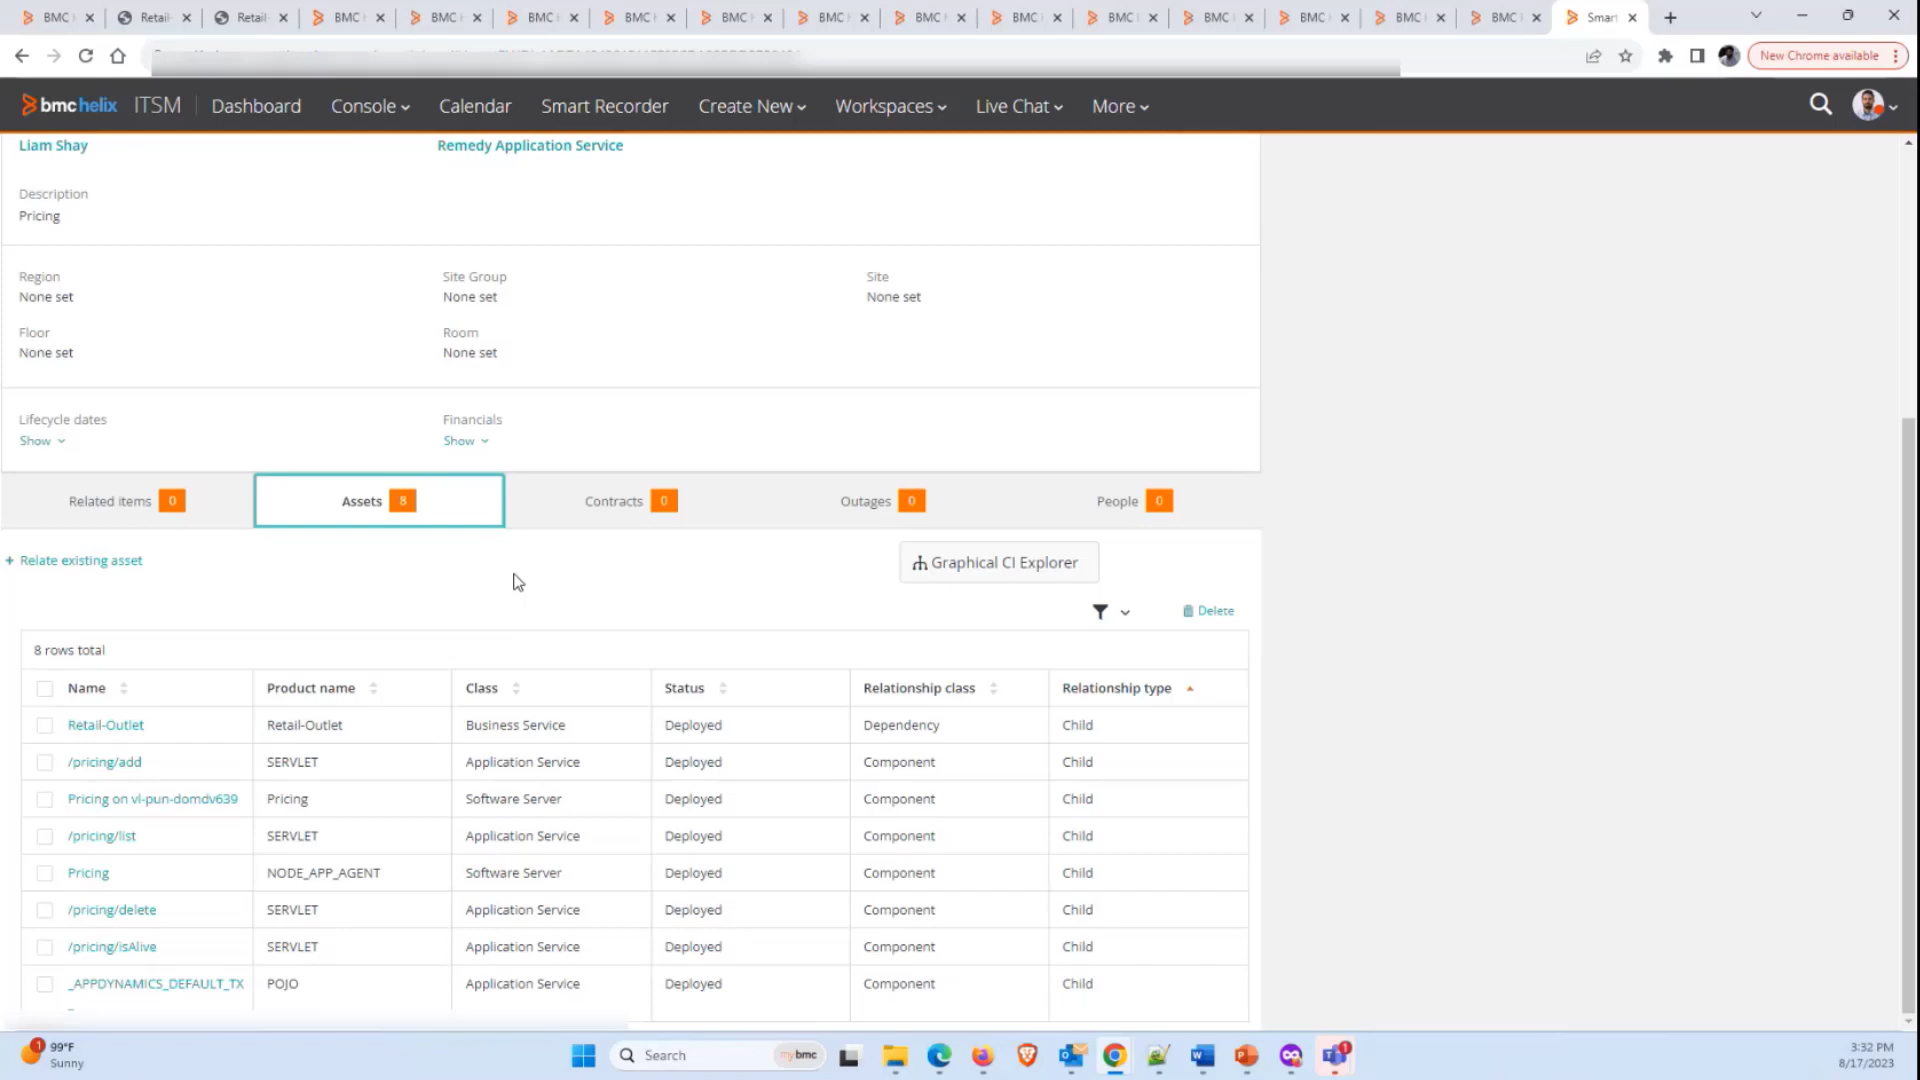 BMC Retail- Retail- BMC BMC BMC BMC BMC BMC BMC BMC BMC BMC BMC BMC BMC Smart
New Chrome available
bmchelix ITSM Dashboard Console Calendar Smart Recorder Create New Workspaces Live Chat More
Liam Shay Remedy Application Service
Description
Pricing
Region Site Group Site
None set None set None set
Floor Room
None set None set
Lifecycle dates Financials
Show Show
Related items 0 Assets 8 Contracts 0 Outages 0 People 0
+ Relate existing asset Graphical CI Explorer
Delete
8 rows total
Name Product name Class Status Relationship class Relationship type
Retail-Outlet Retail-Outlet Business Service Deployed Dependency Child
/pricing/add SERVLET Application Service Deployed Component Child
Pricing on vl-pun-domdv639 Pricing Software Server Deployed Component Child
/pricing/list SERVLET Application Service Deployed Component Child
Pricing NODE_APP_AGENT Software Server Deployed Component Child
/pricing/delete SERVLET Application Service Deployed Component Child
/pricing/isAlive SERVLET Application Service Deployed Component Child
_APPDYNAMICS_DEFAULT_TX_ POJO Application Service Deployed Component Child
1 99°F Search mybmc 1 3:32 PM
Sunny 8/17/2023